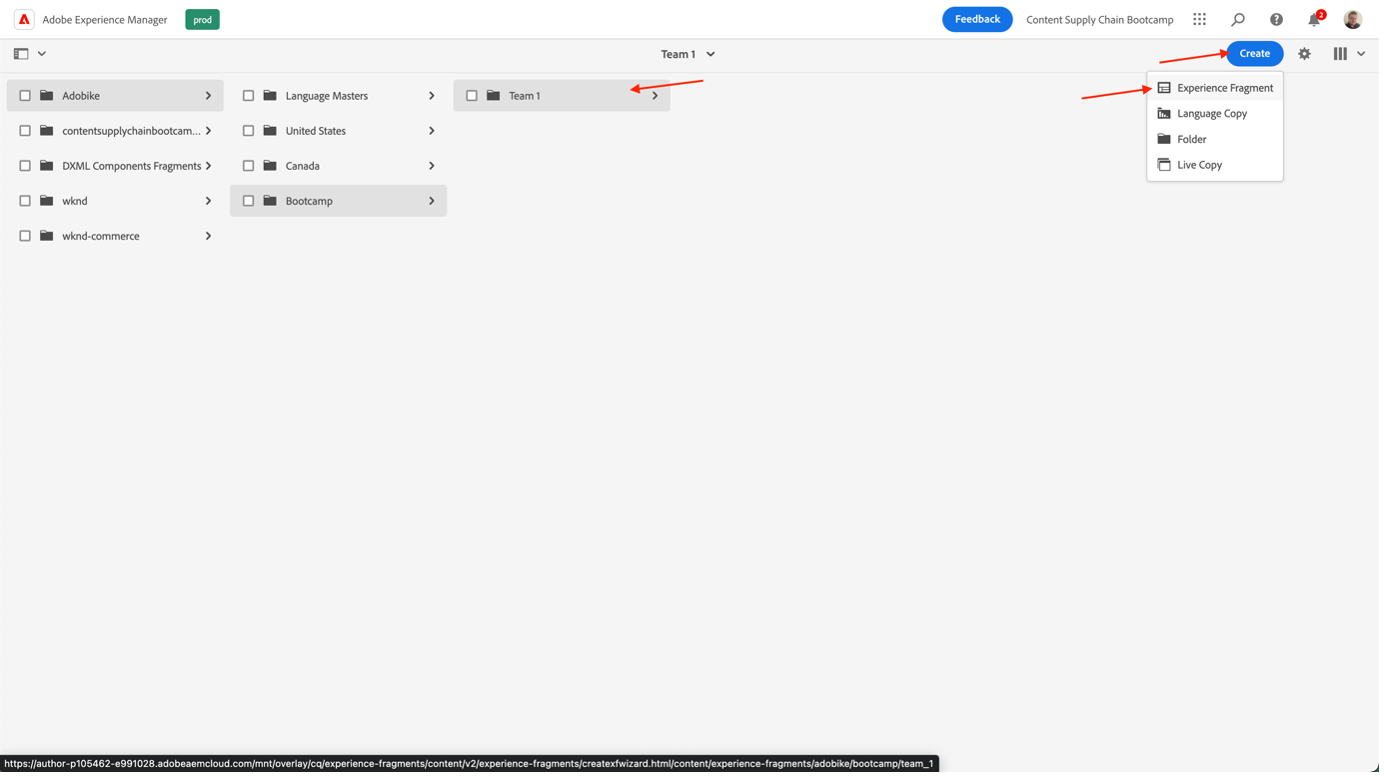 Adobe Experience Manager prod Feedback Content Supply Chain Bootcamp 2
Team 1 Create
Adobike Language Masters Team 1 Experience Fragment
Language Copy
contentsupplychainbootcam... United States
Folder
DXML Components Fragments Canada Live Copy
wknd Bootcamp
wknd-commerce
https://author-p105462-e991028.adobeaemcloud.com/mnt/overlay/cq/experience-fragments/content/v2/experience-fragments/createxfwizard.html/content/experience-fragments/adobike/bootcamp/team_1